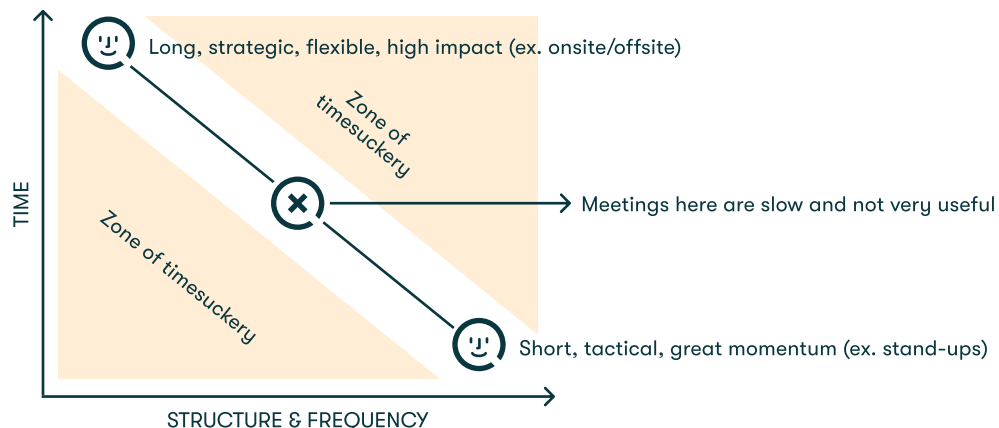 Long, strategic, flexible, high impact (ex. onsite/offsite)
Zone of
timesuckery
TIME
Meetings here are slow and not very useful
Zone of timesuckery
Short, tactical, great momentum (ex. stand-ups)
STRUCTURE & FREQUENCY